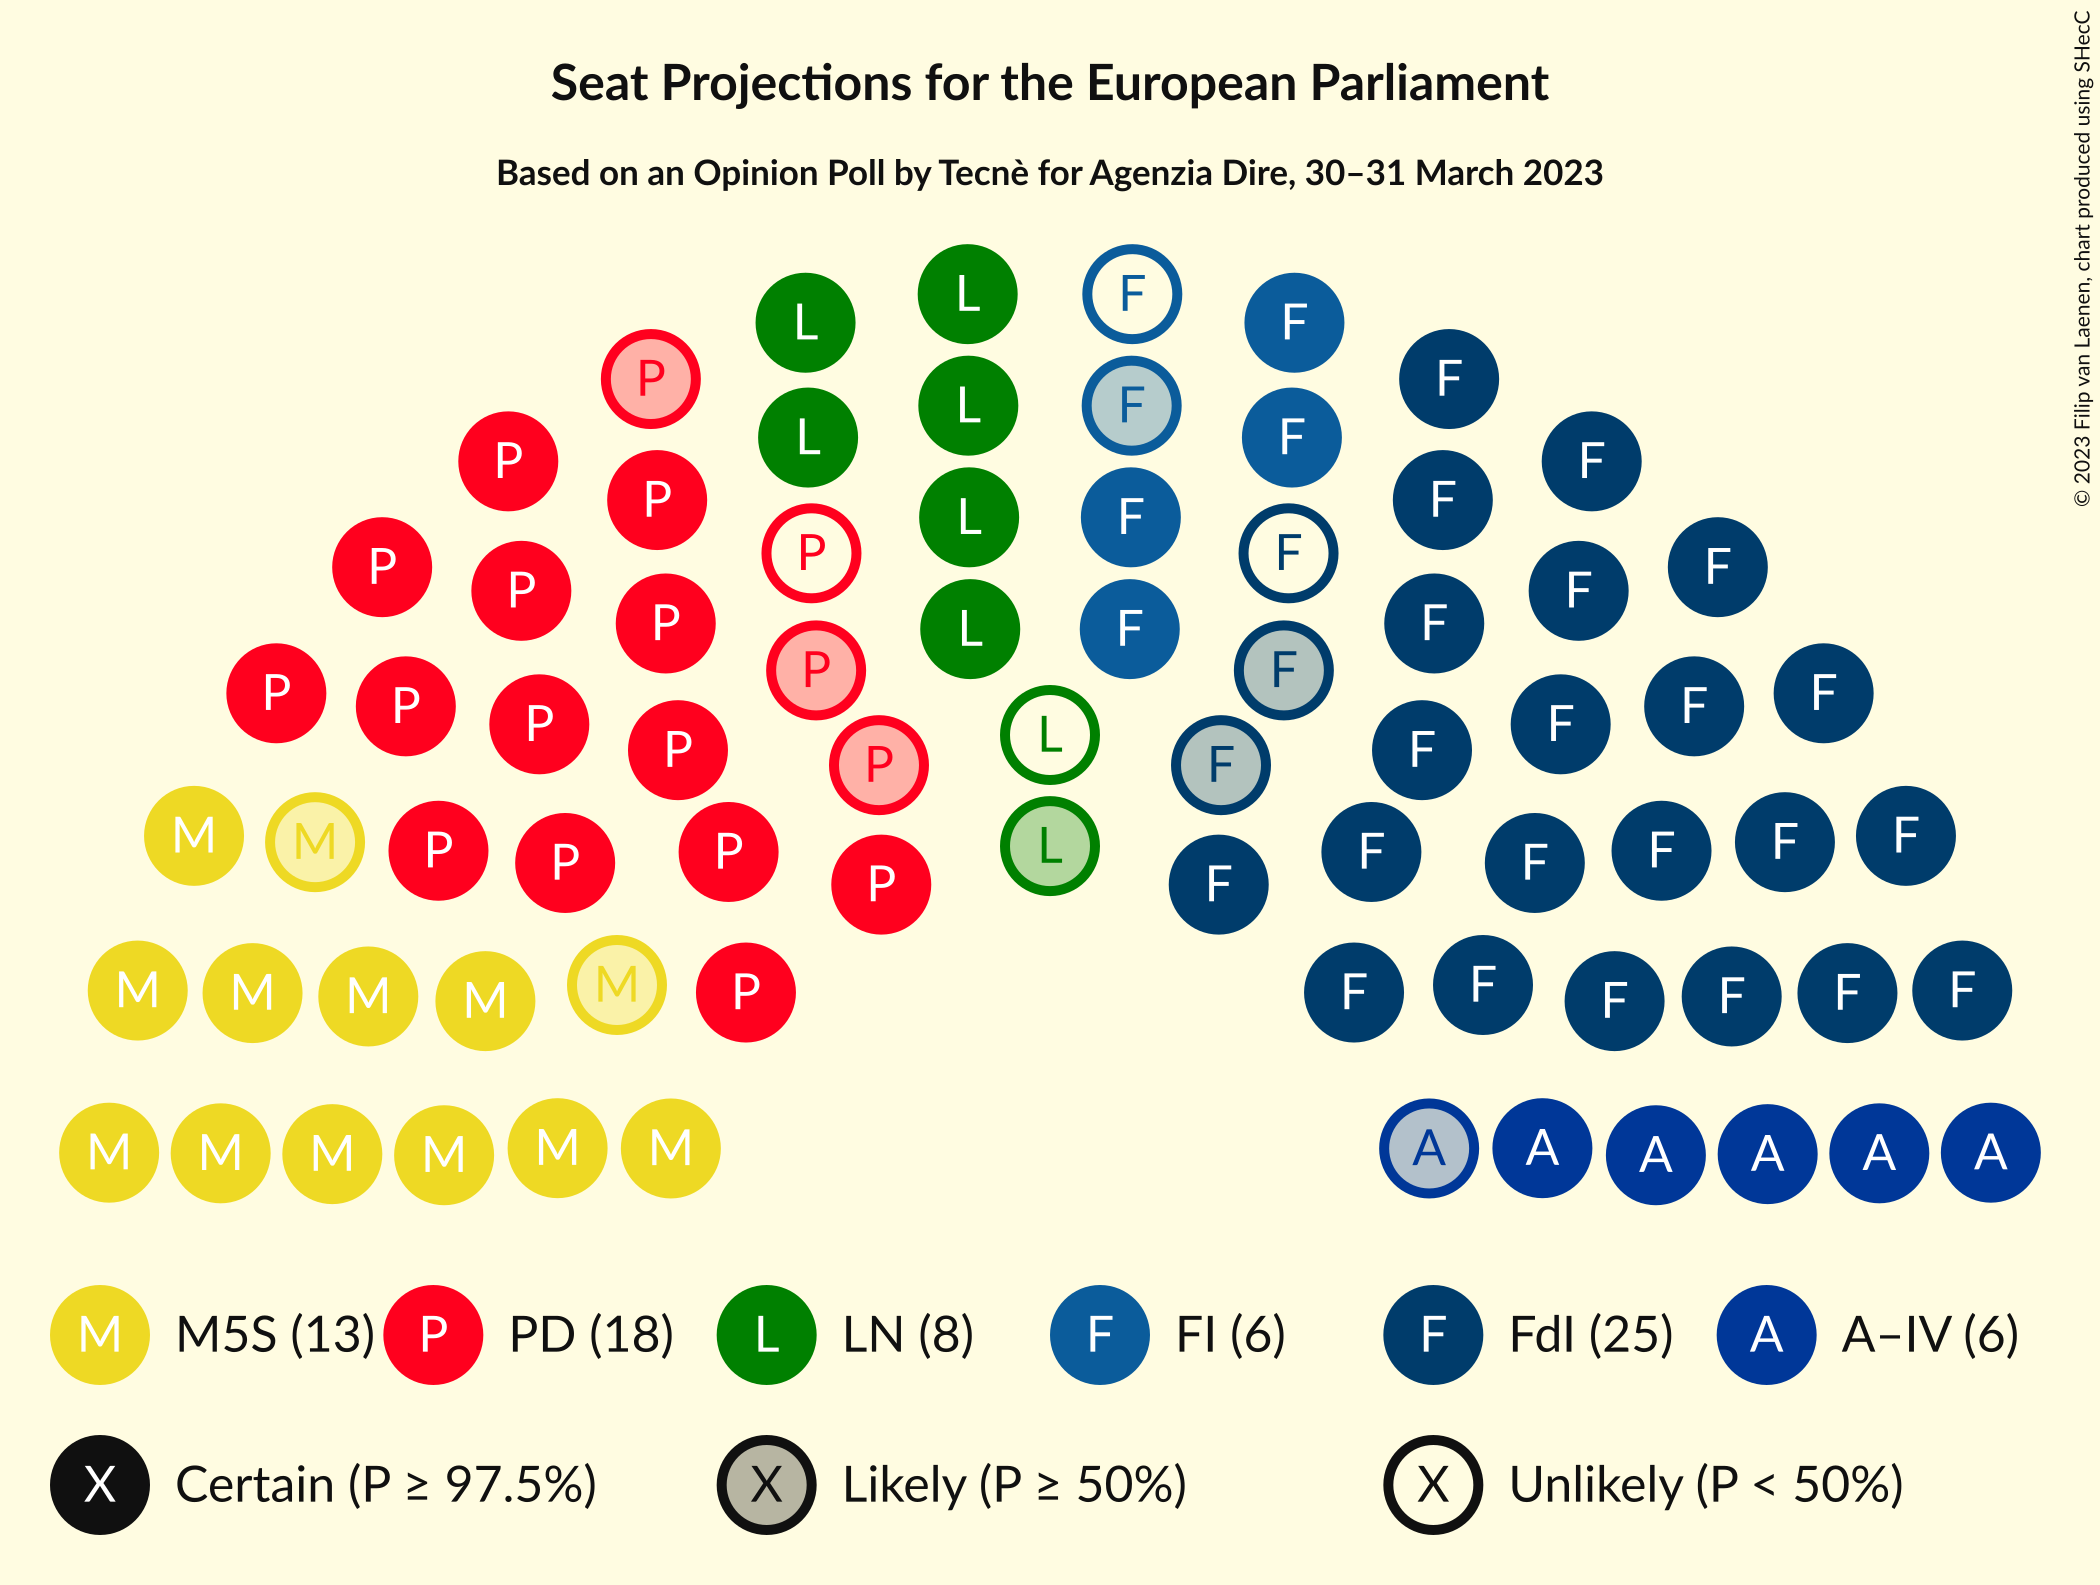 Seat Projections for the European Parliament
Based on an Opinion Poll by Tecnè for Agenzia Dire, 30–31 March 2023
© 2023 Filip van Laenen, chart produced using SHecC
L F
L F
P F
L F
P F
L F
P F
L F
P F
P F
P F
L F
P F
P F
P F
P F
P F
L F
P F
P F
P F
P F
P F
L
P F
M F
M F
P F
P F
P F
L
P F
M F
M F
M F
M F
M F
P F
M A
M A
M A
M A
M A
M A
M M5S (13) P PD (18) L LN (8) F FI (6) F FdI (25) A A–IV (6)
X Certain (P ≥ 97.5%) X Likely (P ≥ 50%) X Unlikely (P < 50%)